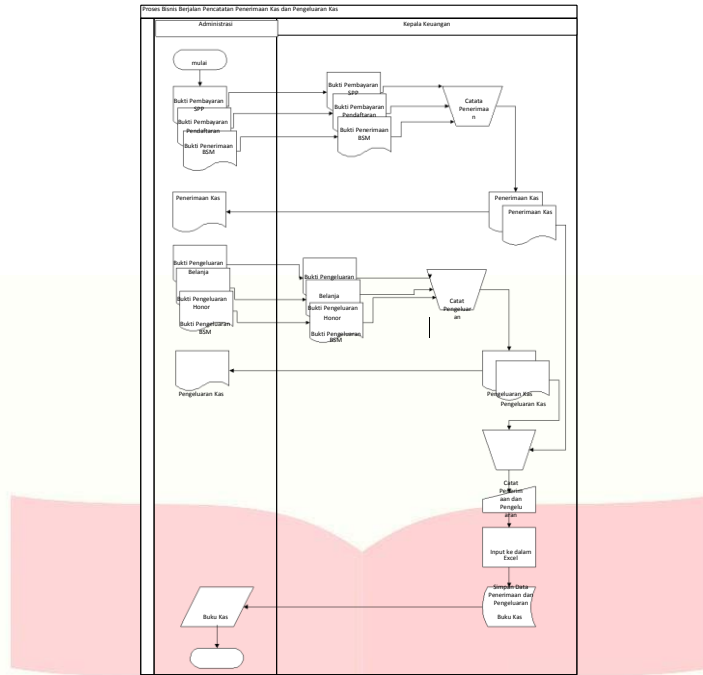 Proses Bisnis Berjalan Pencatatan Penerimaan Kas dan Pengeluaran Kas
Administrasi
Kepala Keuangan
mulai
Bukti Pembayaran
SPP
Bukti Pembayaran
Pendaftaran
Bukti Penerimaan
BSM
Bukti Pembayaran
SPP
Bukti Pembayaran
Pendaftaran
Bukti Penerimaan
BSM
Catata
Penerimaa
n
Penerimaan Kas
Penerimaan Kas
Penerimaan Kas
Bukti Pengeluaran
Belanja
Bukti Pengeluaran
Honor
Bukti Pengeluaran
BSM
Bukti Pengeluaran
Belanja
Bukti Pengeluaran
Honor
Bukti Pengeluaran
BSM
Catat
Pengeluar
an
Pengeluaran Kas
Pengeluaran Kas
Pengeluaran Kas
Catat
Penerim
aan dan
Pengelu
aran
Input ke dalam
Excel
Simpan Data
Penerimaan dan
Pengeluaran
Buku Kas
Buku Kas